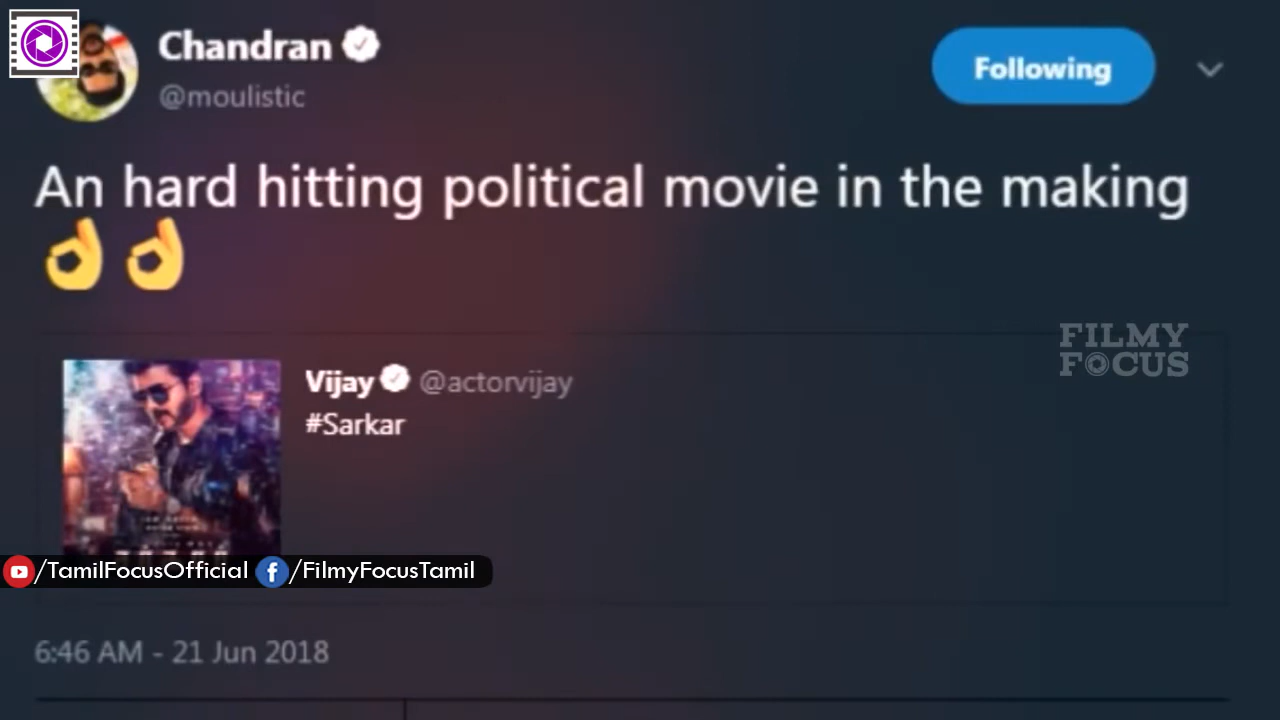 Chandran
@moulistic
Following
An hard hitting political movie in the making
👌👌
FILMY
FOCUS
Vijay @actorvijay
#Sarkar
/TamilFocusOfficial /FilmyFocusTamil
6:46 AM - 21 Jun 2018